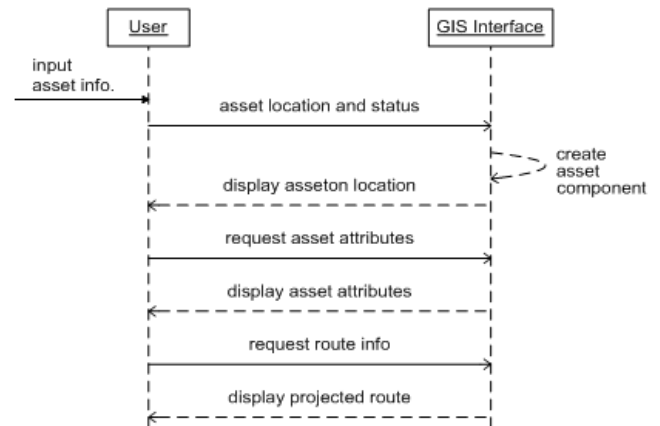 User
GIS Interface
input
asset info.
asset location and status
create
asset
component
display asseton location
request asset attributes
display asset attributes
request route info
display projected route